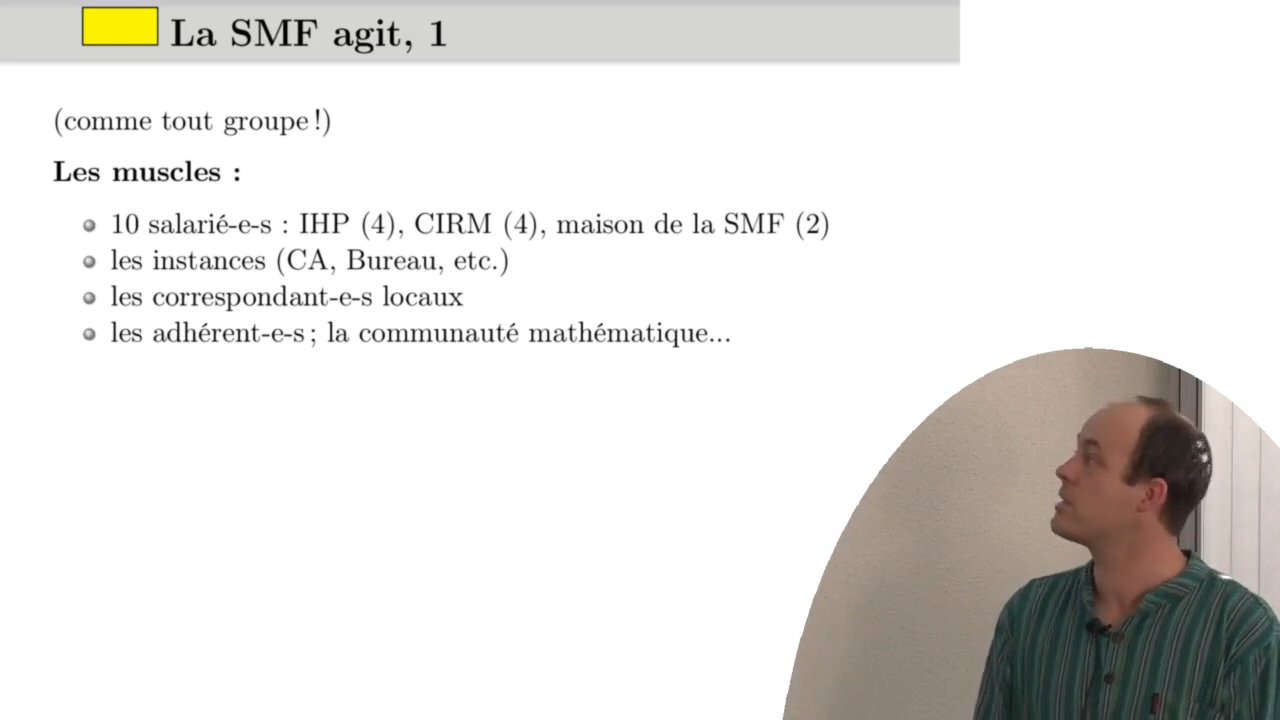 La SMF agit, 1
(comme tout groupe !)
Les muscles :
10 salarié-e-s : IHP (4), CIRM (4), maison de la SMF (2)
les instances (CA, Bureau, etc.)
les correspondant-e-s locaux
les adhérent-e-s ; la communauté mathématique...